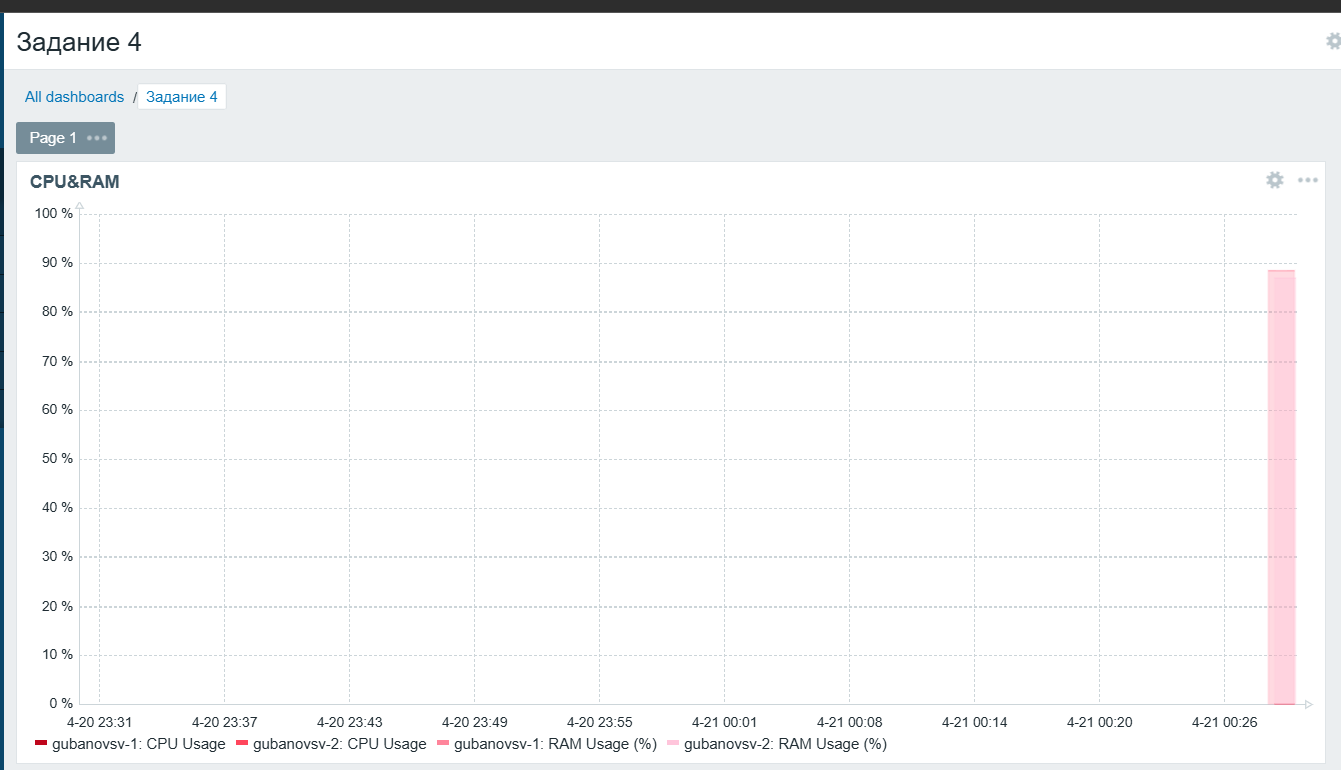 Задание 4
All dashboards / Задание 4
Page 1
CPU&RAM
100 %
90 %
80 %
70 %
60 %
50 %
40 %
30 %
20 %
10 %
0 %
4-20 23:31 4-20 23:37 4-20 23:43 4-20 23:49 4-20 23:55 4-21 00:01 4-21 00:08 4-21 00:14 4-21 00:20 4-21 00:26
gubanovsv-1: CPU Usage gubanovsv-2: CPU Usage gubanovsv-1: RAM Usage (%) gubanovsv-2: RAM Usage (%)